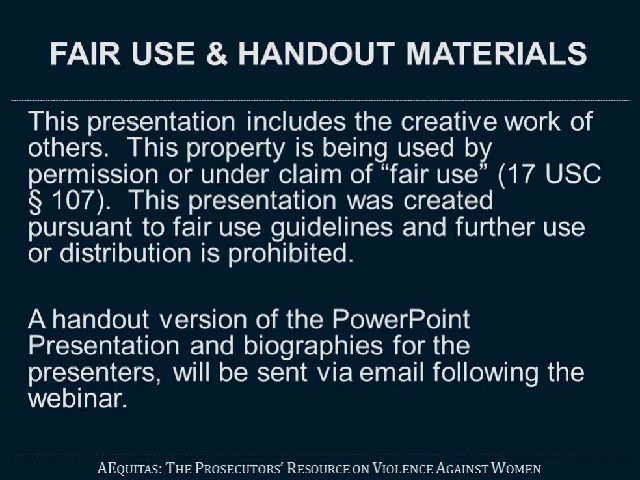 FAIR USE & HANDOUT MATERIALS
This presentation includes the creative work of
others.  This property is being used by
permission or under claim of “fair use” (17 USC
§ 107).  This presentation was created
pursuant to fair use guidelines and further use
or distribution is prohibited.
A handout version of the PowerPoint
Presentation and biographies for the
presenters, will be sent via email following the
webinar.
AEQUITAS: THE PROSECUTORS’ RESOURCE ON VIOLENCE AGAINST WOMEN